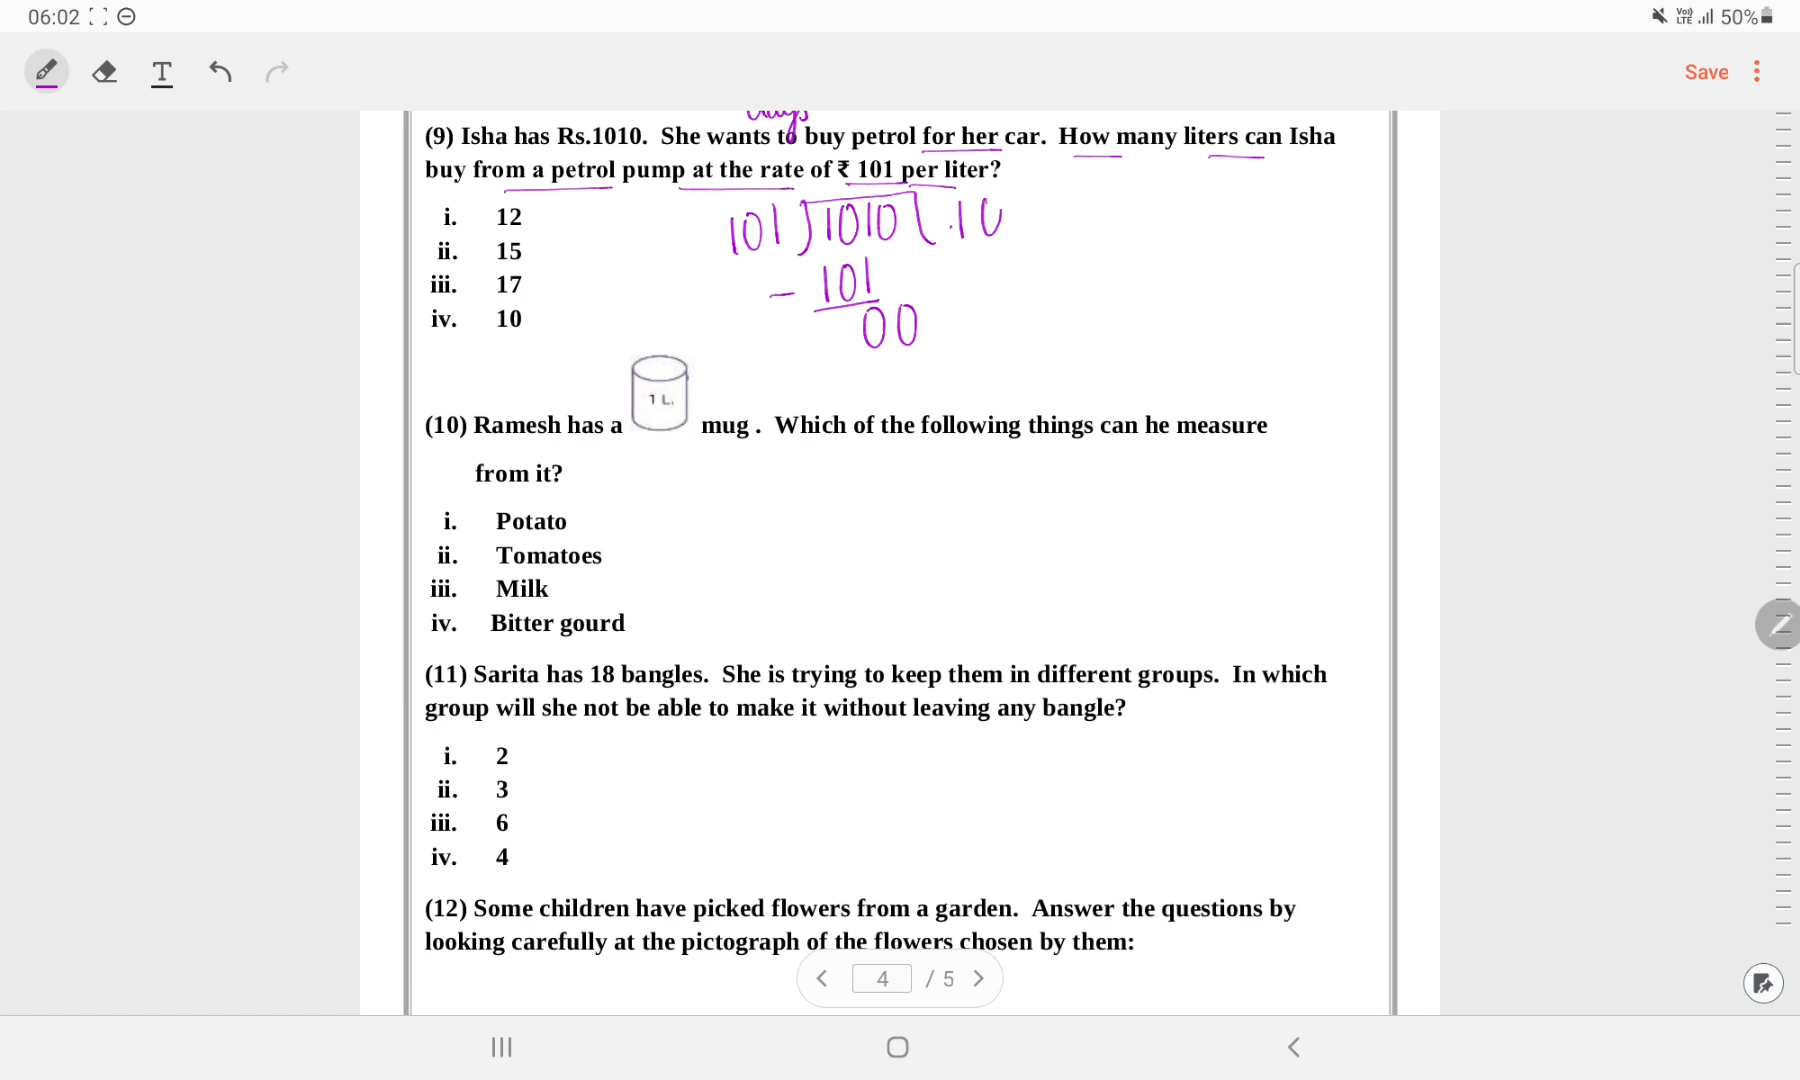 06:02
Vo)) LTE 50%
T
Save
(9) Isha has Rs.1010. She wants to buy petrol for her car. How many liters can Isha
buy from a petrol pump at the rate of ₹ 101 per liter?
i. 12
ii. 15
iii. 17
iv. 10
101 ) 1010 ( .10
- 101
00
1 L.
(10) Ramesh has a mug . Which of the following things can he measure
from it?
i. Potato
ii. Tomatoes
iii. Milk
iv. Bitter gourd
(11) Sarita has 18 bangles. She is trying to keep them in different groups. In which
group will she not be able to make it without leaving any bangle?
i. 2
ii. 3
iii. 6
iv. 4
(12) Some children have picked flowers from a garden. Answer the questions by
looking carefully at the pictograph of the flowers chosen by them:
4 / 5